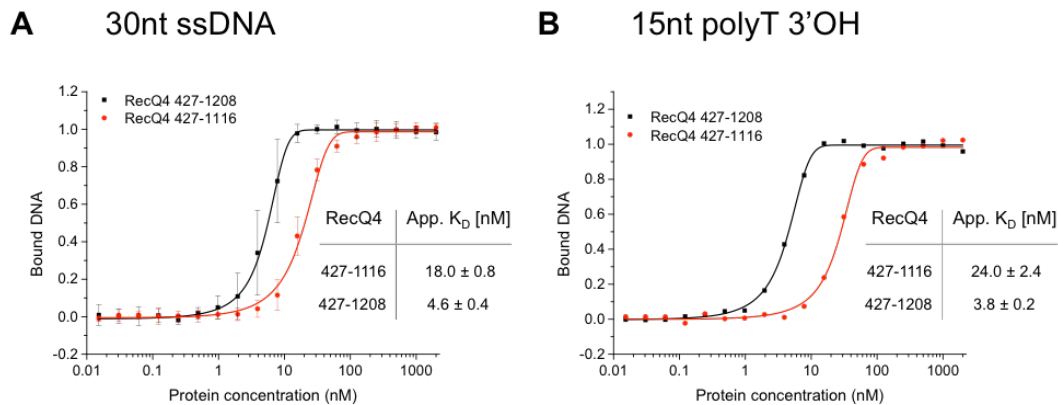 A 30nt ssDNA
1.2
1.0
0.8
0.6
0.4
0.2
0.0
-0.2
Bound DNA
RecQ4 427-1208
RecQ4 427-1116
RecQ4 App. K_D [nM]
427-1116 18.0 ± 0.8
427-1208 4.6 ± 0.4
0.01 0.1 1 10 100 1000
Protein concentration (nM)
B 15nt polyT 3'OH
1.0
0.8
0.6
0.4
0.2
0.0
-0.2
Bound DNA
RecQ4 427-1208
RecQ4 427-1116
RecQ4 App. K_D [nM]
427-1116 24.0 ± 2.4
427-1208 3.8 ± 0.2
0.01 0.1 1 10 100 1000
Protein concentration (nM)